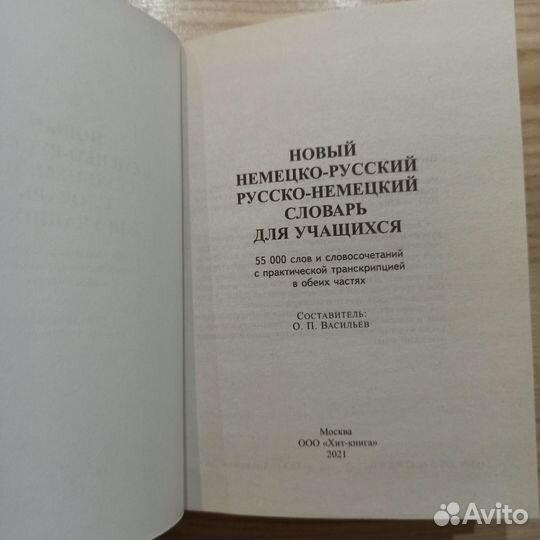 НОВЫЙ
НЕМЕЦКО-РУССКИЙ
РУССКО-НЕМЕЦКИЙ
СЛОВАРЬ
ДЛЯ УЧАЩИХСЯ
55 000 слов и словосочетаний
с практической транскрипцией
в обеих частях
Составитель:
О. П. Васильев
Москва
ООО «Хит-книга»
2021
Avito